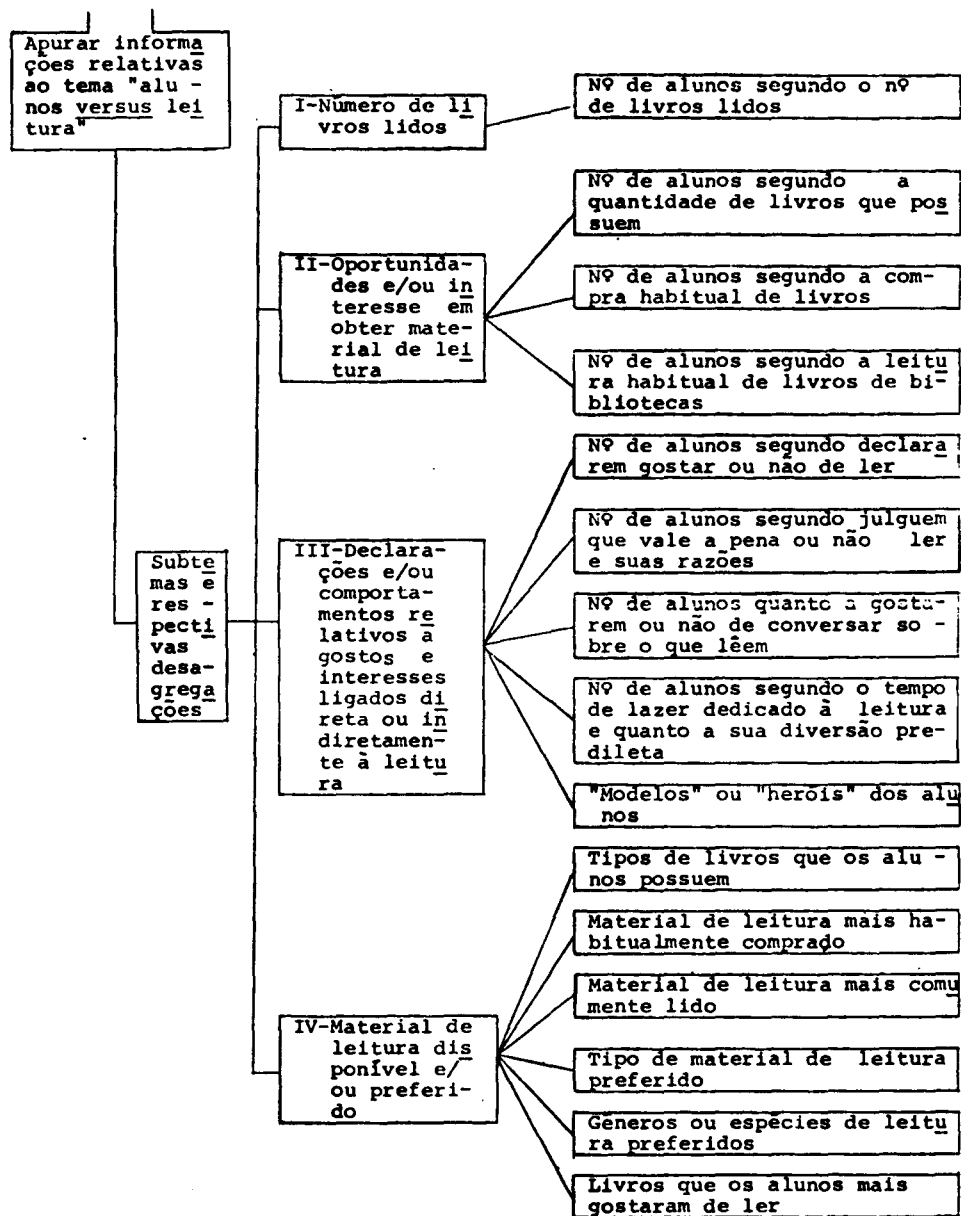 Apurar informa
ções relativas
ao tema "alu -
nos versus lei
tura"
I-Número de li
vros lidos
Nº de alunos segundo o nº
de livros lidos
II-Oportunida-
des e/ou in
teresse em
obter mate-
rial de lei
tura
Nº de alunos segundo a
quantidade de livros que pos
suem
Nº de alunos segundo a com-
pra habitual de livros
Nº de alunos segundo a leitu
ra habitual de livros de bi-
bliotecas
Subte
mas e
res -
pecti
vas
desa-
grega
ções
III-Declara-
ções e/ou
comporta-
mentos re
lativos a
gostos e
interesses
ligados di
reta ou in
diretamen-
te à leitu
ra
Nº de alunos segundo declara
rem gostar ou não de ler
Nº de alunos segundo julguem
que vale a pena ou não ler
e suas razões
Nº de alunos quanto a gosta-
rem ou não de conversar so -
bre o que lêem
Nº de alunos segundo o tempo
de lazer dedicado à leitura
e quanto a sua diversão pre-
dileta
"Modelos" ou "heróis" dos alu
nos
IV-Material de
leitura dis
ponível e/
ou preferi-
do
Tipos de livros que os alu -
nos possuem
Material de leitura mais ha-
bitualmente comprado
Material de leitura mais comu
mente lido
Tipo de material de leitura
preferido
Gêneros ou espécies de leitu
ra preferidos
Livros que os alunos mais
gostaram de ler